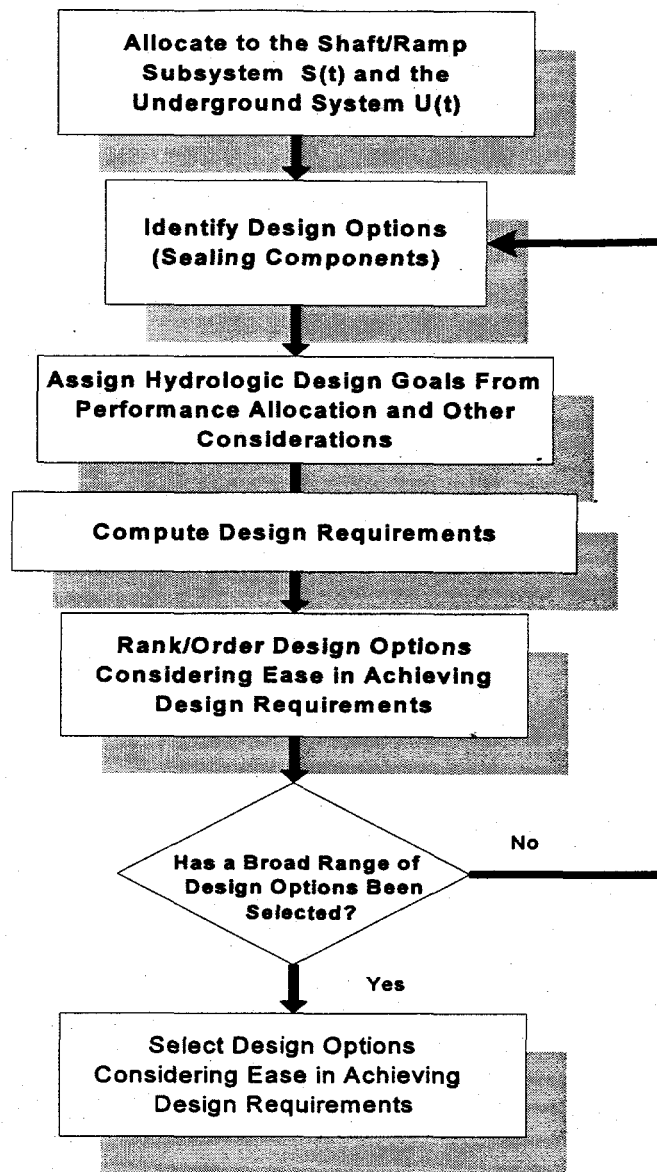 Allocate to the Shaft/Ramp
Subsystem S(t) and the
Underground System U(t)
Identify Design Options
(Sealing Components)
Assign Hydrologic Design Goals From
Performance Allocation and Other
Considerations
Compute Design Requirements
Rank/Order Design Options
Considering Ease in Achieving
Design Requirements
Has a Broad Range of
Design Options Been
Selected?
No
Yes
Select Design Options
Considering Ease in Achieving
Design Requirements